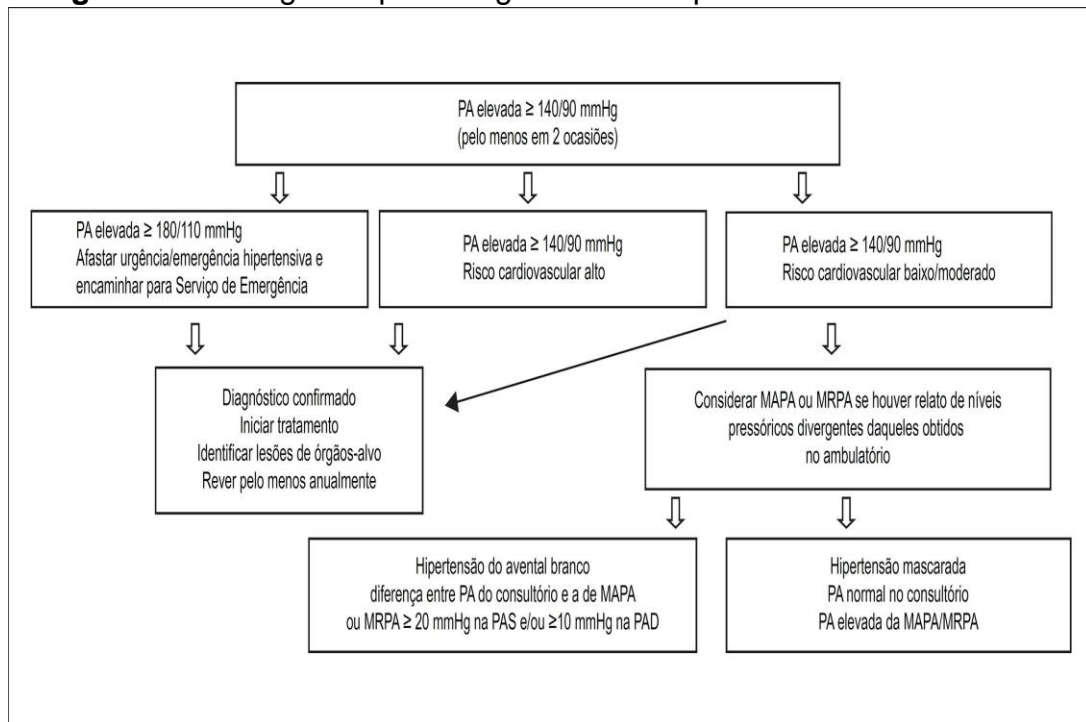 PA elevada ≥ 140/90 mmHg
(pelo menos em 2 ocasiões)
PA elevada ≥ 180/110 mmHg
Afastar urgência/emergência hipertensiva e
encaminhar para Serviço de Emergência
PA elevada ≥ 140/90 mmHg
Risco cardiovascular alto
PA elevada ≥ 140/90 mmHg
Risco cardiovascular baixo/moderado
Diagnóstico confirmado
Iniciar tratamento
Identificar lesões de órgãos-alvo
Rever pelo menos anualmente
Considerar MAPA ou MRPA se houver relato de níveis
pressóricos divergentes daqueles obtidos
no ambulatório
Hipertensão do avental branco
diferença entre PA do consultório e a de MAPA
ou MRPA ≥ 20 mmHg na PAS e/ou ≥10 mmHg na PAD
Hipertensão mascarada
PA normal no consultório
PA elevada da MAPA/MRPA